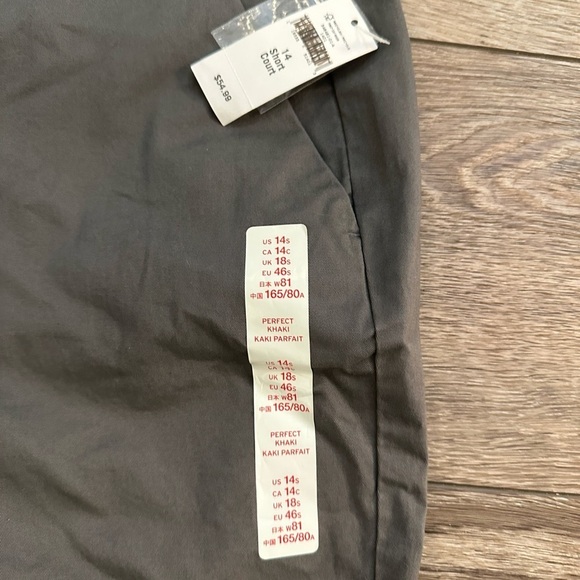 14
Short
Court
$54.99
US 14S
CA 14C
UK 18S
EU 46S
日本 W81
中国 165/80A
PERFECT
KHAKI
KAKI PARFAIT
US 14S
CA 14C
UK 18S
EU 46S
日本 W81
中国 165/80A
PERFECT
KHAKI
KAKI PARFAIT
US 14S
CA 14C
UK 18S
EU 46S
日本 W81
中国 165/80A